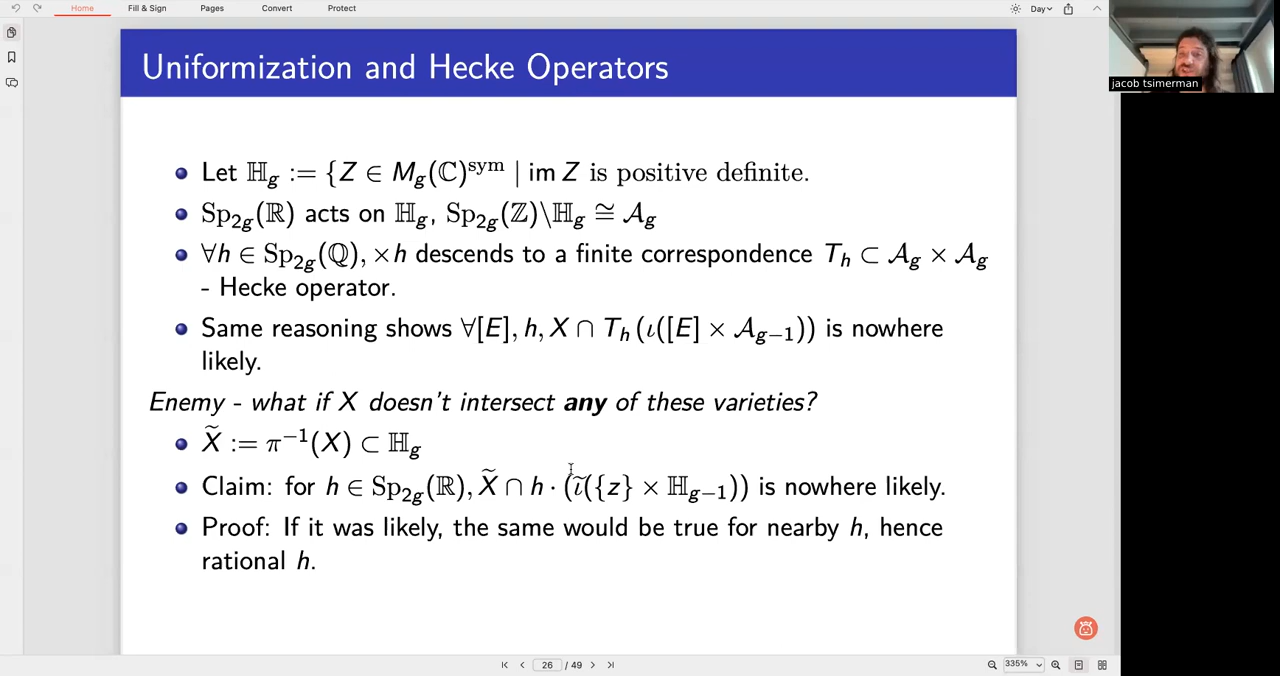 Home Fill & Sign Pages Convert Protect Day
jacob tsimerman
Uniformization and Hecke Operators
Let ℍ_g := {Z ∈ M_g(ℂ)^sym | im Z is positive definite.
Sp_2g(ℝ) acts on ℍ_g, Sp_2g(ℤ)\ℍ_g ≅ 𝒜_g
∀h ∈ Sp_2g(ℚ), ×h descends to a finite correspondence T_h ⊂ 𝒜_g × 𝒜_g
- Hecke operator.
Same reasoning shows ∀[E], h, X ∩ T_h(ι([E] × 𝒜_{g−1})) is nowhere
likely.
Enemy - what if X doesn't intersect any of these varieties?
X̃ := π^{−1}(X) ⊂ ℍ_g
Claim: for h ∈ Sp_2g(ℝ), X̃ ∩ h · (ι̃({z} × ℍ_{g−1})) is nowhere likely.
Proof: If it was likely, the same would be true for nearby h, hence
rational h.
26 / 49 335%